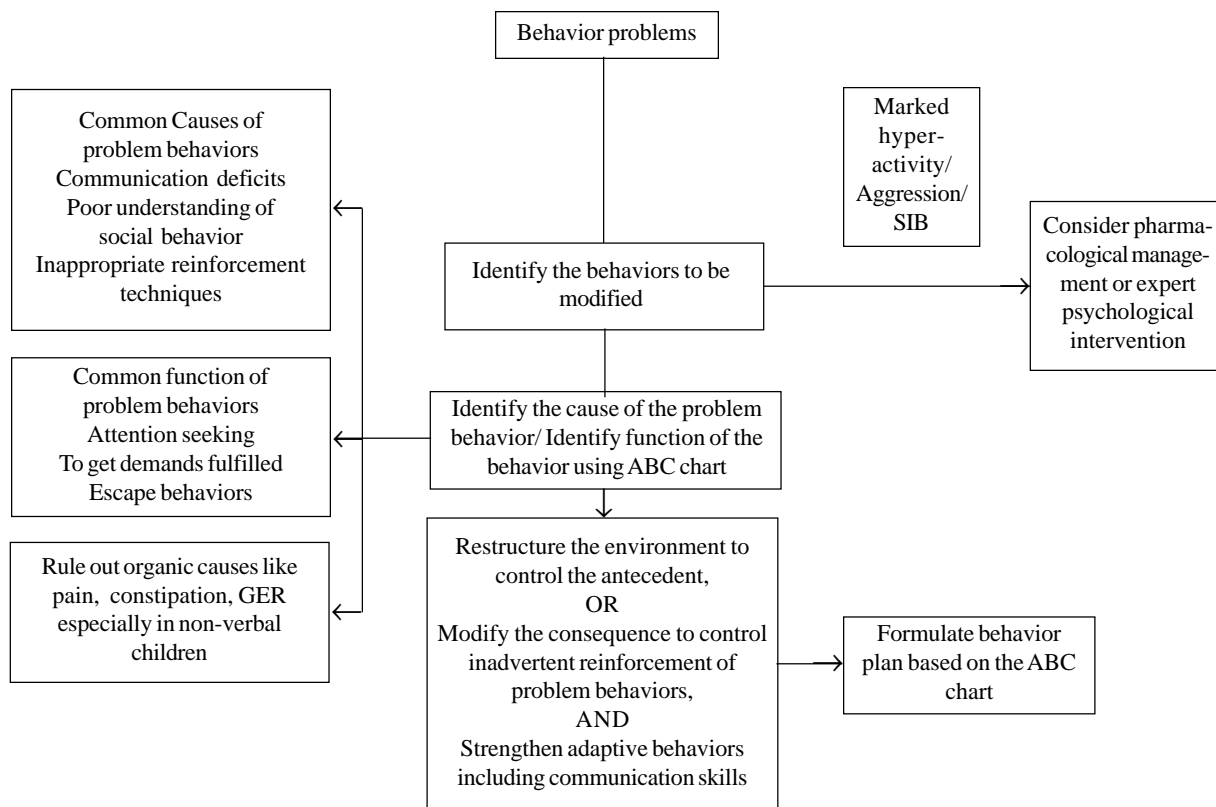 Behavior problems
Common Causes of
problem behaviors
Communication deficits
Poor understanding of
social behavior
Inappropriate reinforcement
techniques
Marked
hyper-
activity/
Aggression/
SIB
Identify the behaviors to be
modified
Consider pharma-
cological manage-
ment or expert
psychological
intervention
Common function of
problem behaviors
Attention seeking
To get demands fulfilled
Escape behaviors
Identify the cause of the problem
behavior/ Identify function of the
behavior using ABC chart
Rule out organic causes like
pain, constipation, GER
especially in non-verbal
children
Restructure the environment to
control the antecedent,
OR
Modify the consequence to control
inadvertent reinforcement of
problem behaviors,
AND
Strengthen adaptive behaviors
including communication skills
Formulate behavior
plan based on the ABC
chart